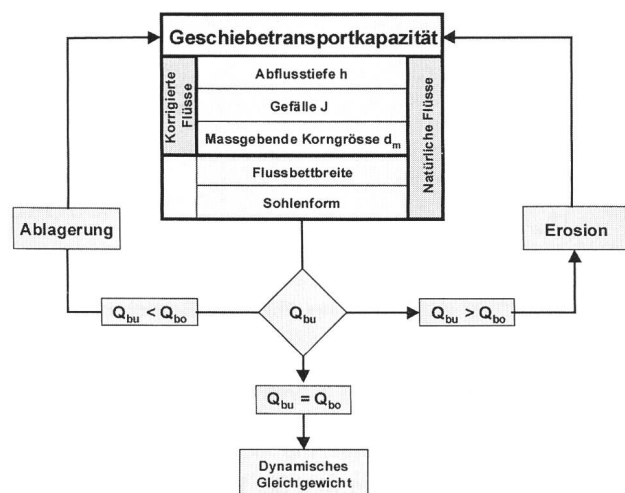 Geschiebetransportkapazität
Korrigierte
Flüsse
Abflusstiefe h
Gefälle J
Massgebende Korngrösse dm
Flussbettbreite
Sohlenform
Natürliche Flüsse
Ablagerung
Erosion
Qbu < Qbo
Qbu
Qbu > Qbo
Qbu = Qbo
Dynamisches
Gleichgewicht